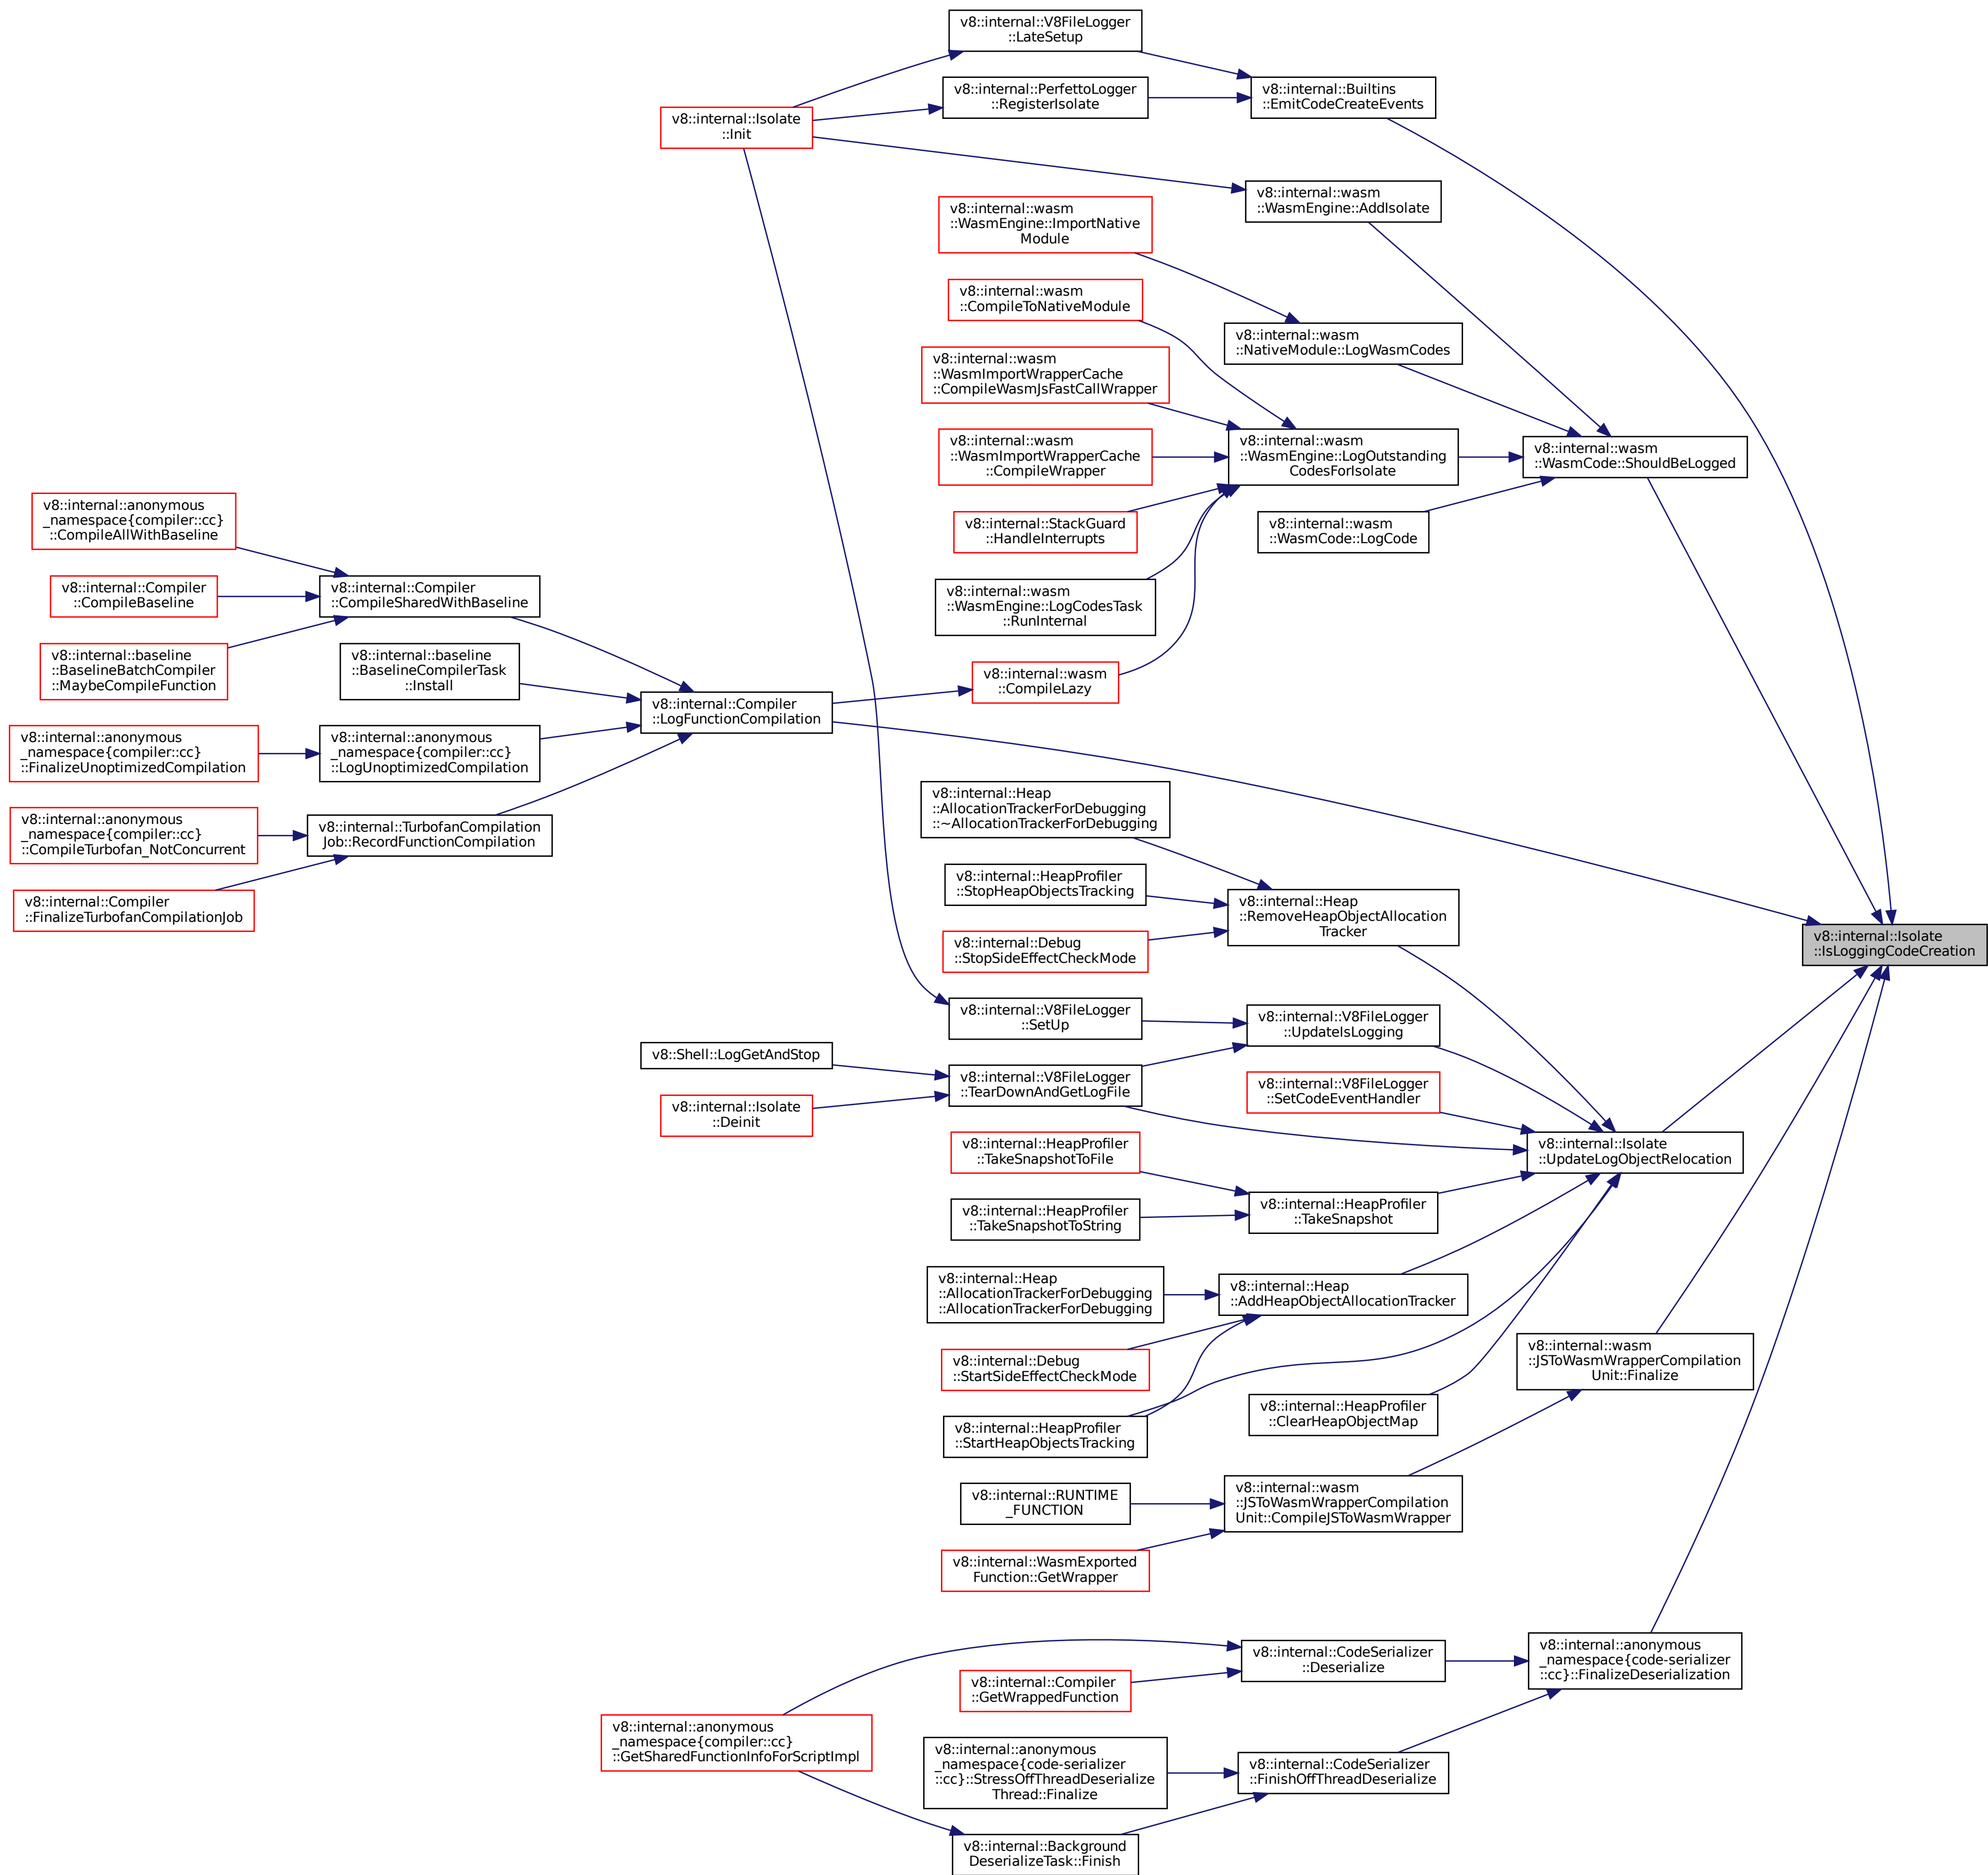 v8::internal::V8FileLogger
::LateSetup
v8::internal::PerfettoLogger
::RegisterIsolate
v8::internal::Builtins
::EmitCodeCreateEvents
v8::internal::Isolate
::Init
v8::internal::wasm
::WasmEngine::AddIsolate
v8::internal::wasm
::WasmEngine::ImportNative
Module
v8::internal::wasm
::CompileToNativeModule
v8::internal::wasm
::NativeModule::LogWasmCodes
v8::internal::wasm
::WasmImportWrapperCache
::CompileWasmJsFastCallWrapper
v8::internal::wasm
::WasmImportWrapperCache
::CompileWrapper
v8::internal::wasm
::WasmEngine::LogOutstanding
CodesForIsolate
v8::internal::wasm
::WasmCode::ShouldBeLogged
v8::internal::StackGuard
::HandleInterrupts
v8::internal::wasm
::WasmCode::LogCode
v8::internal::anonymous
_namespace{compiler::cc}
::CompileAllWithBaseline
v8::internal::Compiler
::CompileBaseline
v8::internal::Compiler
::CompileSharedWithBaseline
v8::internal::wasm
::WasmEngine::LogCodesTask
::RunInternal
v8::internal::baseline
::BaselineBatchCompiler
::MaybeCompileFunction
v8::internal::baseline
::BaselineCompilerTask
::Install
v8::internal::wasm
::CompileLazy
v8::internal::Compiler
::LogFunctionCompilation
v8::internal::anonymous
_namespace{compiler::cc}
::FinalizeUnoptimizedCompilation
v8::internal::anonymous
_namespace{compiler::cc}
::LogUnoptimizedCompilation
v8::internal::anonymous
_namespace{compiler::cc}
::CompileTurbofan_NotConcurrent
v8::internal::TurbofanCompilation
Job::RecordFunctionCompilation
v8::internal::Compiler
::FinalizeTurbofanCompilationJob
v8::internal::Heap
::AllocationTrackerForDebugging
::~AllocationTrackerForDebugging
v8::internal::HeapProfiler
::StopHeapObjectsTracking
v8::internal::Heap
::RemoveHeapObjectAllocation
Tracker
v8::internal::Debug
::StopSideEffectCheckMode
v8::internal::Isolate
::IsLoggingCodeCreation
v8::internal::V8FileLogger
::SetUp
v8::internal::V8FileLogger
::UpdateIsLogging
v8::Shell::LogGetAndStop
v8::internal::V8FileLogger
::TearDownAndGetLogFile
v8::internal::V8FileLogger
::SetCodeEventHandler
v8::internal::Isolate
::Deinit
v8::internal::HeapProfiler
::TakeSnapshotToFile
v8::internal::Isolate
::UpdateLogObjectRelocation
v8::internal::HeapProfiler
::TakeSnapshotToString
v8::internal::HeapProfiler
::TakeSnapshot
v8::internal::Heap
::AllocationTrackerForDebugging
::AllocationTrackerForDebugging
v8::internal::Heap
::AddHeapObjectAllocationTracker
v8::internal::Debug
::StartSideEffectCheckMode
v8::internal::wasm
::JSToWasmWrapperCompilation
Unit::Finalize
v8::internal::HeapProfiler
::StartHeapObjectsTracking
v8::internal::HeapProfiler
::ClearHeapObjectMap
v8::internal::RUNTIME
_FUNCTION
v8::internal::wasm
::JSToWasmWrapperCompilation
Unit::CompileJSToWasmWrapper
v8::internal::WasmExported
Function::GetWrapper
v8::internal::CodeSerializer
::Deserialize
v8::internal::anonymous
_namespace{code-serializer
::cc}::FinalizeDeserialization
v8::internal::Compiler
::GetWrappedFunction
v8::internal::anonymous
_namespace{compiler::cc}
::GetSharedFunctionInfoForScriptImpl
v8::internal::anonymous
_namespace{code-serializer
::cc}::StressOffThreadDeserialize
Thread::Finalize
v8::internal::CodeSerializer
::FinishOffThreadDeserialize
v8::internal::Background
DeserializeTask::Finish